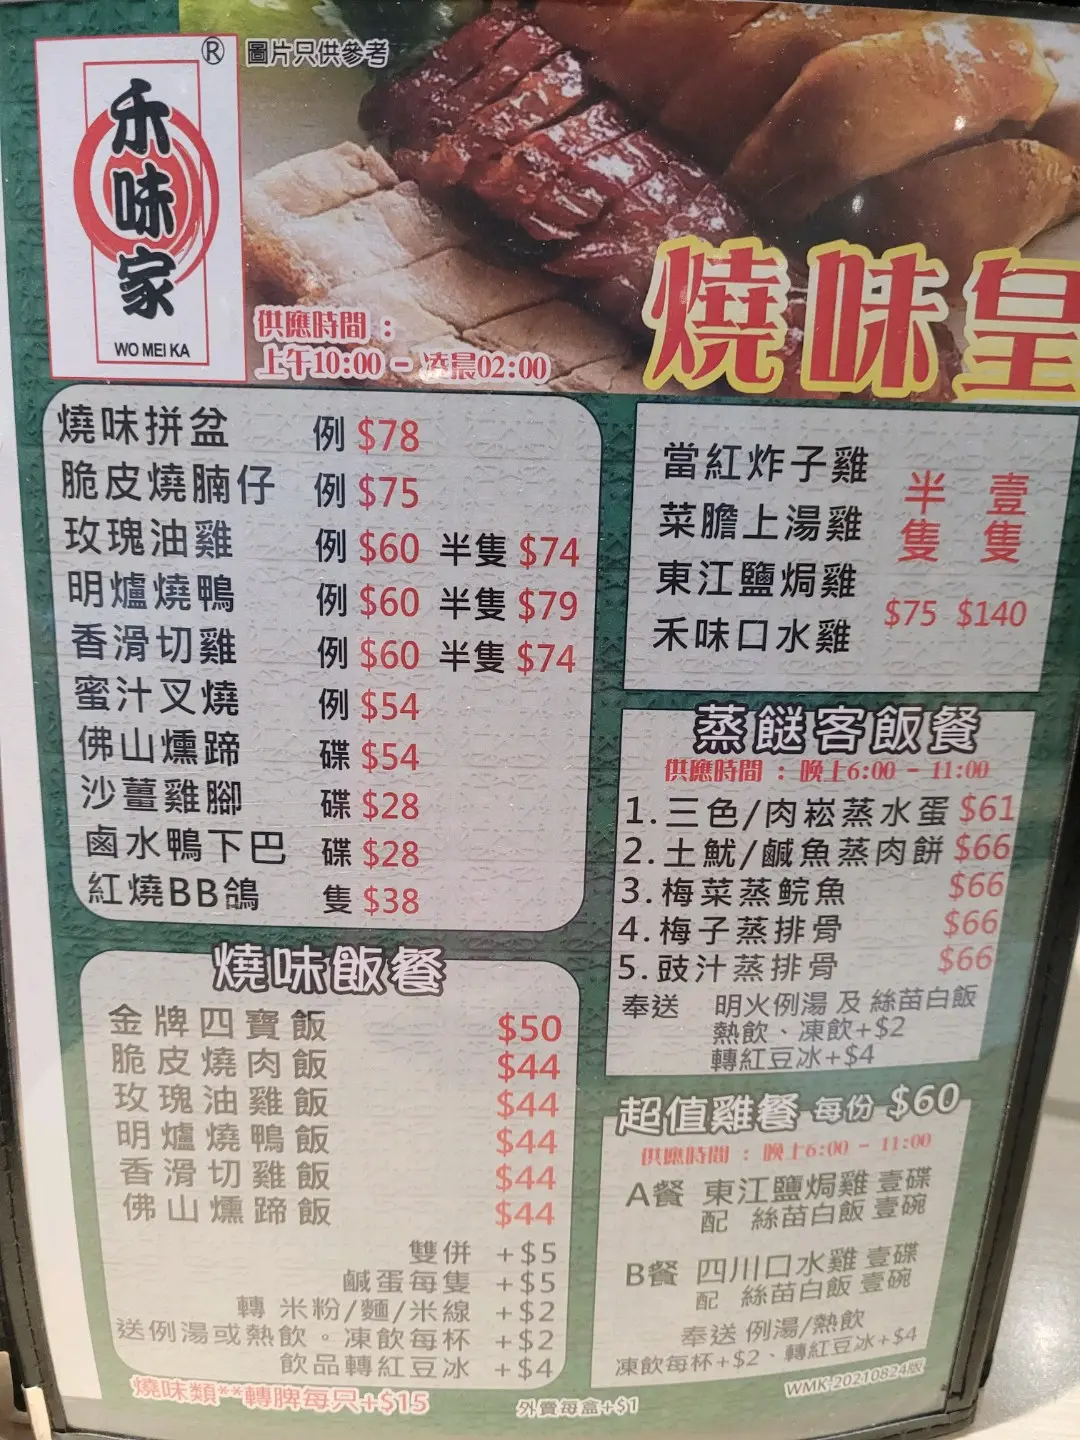 禾味家
WO MEI KA
®
圖片只供參考
燒味皇
供應時間：
上午10:00 - 凌晨02:00
燒味拼盆 例 $78
脆皮燒腩仔 例 $75
玫瑰油雞 例 $60 半隻 $74
明爐燒鴨 例 $60 半隻 $79
香滑切雞 例 $60 半隻 $74
蜜汁叉燒 例 $54
佛山燻蹄 碟 $54
沙薑雞腳 碟 $28
鹵水鴨下巴 碟 $28
紅燒BB鴿 隻 $38
燒味飯餐
金牌四寶飯 $50
脆皮燒肉飯 $44
玫瑰油雞飯 $44
明爐燒鴨飯 $44
香滑切雞飯 $44
佛山燻蹄飯 $44
雙併 +$5
鹹蛋每隻 +$5
轉 米粉/麵/米線 +$2
送例湯或熱飲。凍飲每杯 +$2
飲品轉紅豆冰 +$4
燒味類**轉脾每只+$15
當紅炸子雞
菜膽上湯雞
東江鹽焗雞
禾味口水雞
半隻 壹隻
$75 $140
蒸餸客飯餐
供應時間：晚上6:00 - 11:00
1.三色/肉崧蒸水蛋 $61
2.土魷/鹹魚蒸肉餅 $66
3.梅菜蒸鯇魚 $66
4.梅子蒸排骨 $66
5.豉汁蒸排骨 $66
奉送 明火例湯 及 絲苗白飯
熱飲、凍飲+$2
轉紅豆冰+$4
超值雞餐 每份 $60
供應時間：晚上6:00 - 11:00
A餐 東江鹽焗雞 壹碟
配 絲苗白飯 壹碗
B餐 四川口水雞 壹碟
配 絲苗白飯 壹碗
奉送 例湯/熱飲
凍飲每杯+$2、轉紅豆冰+$4
WMK-20210824版
外賣每盒+$1